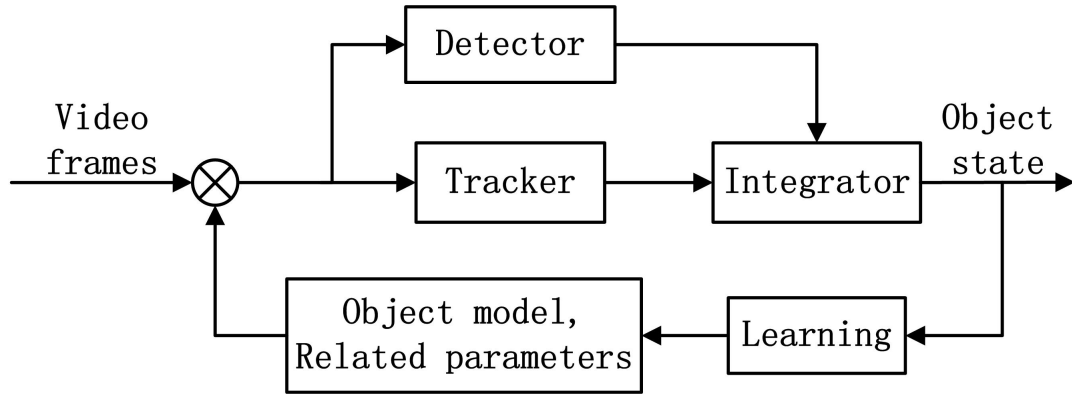 Detector
Video
frames
Tracker
Integrator
Object
state
Object model,
Related parameters
Learning